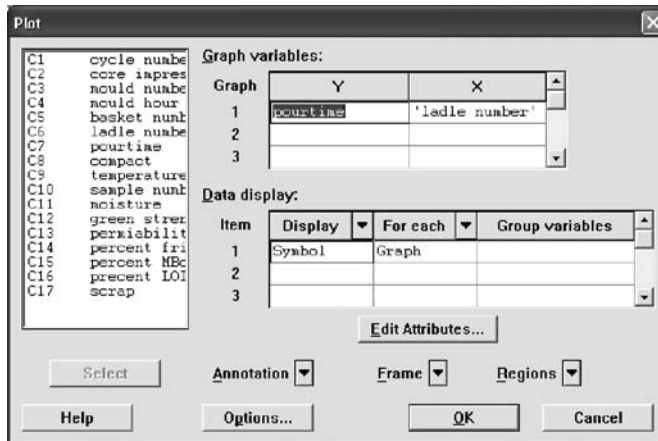 Plot
C1 cycle numbe
C2 core impres
C3 mould numbe
C4 mould hour
C5 basket numb
C6 ladle numbe
C7 pourtime
C8 compact
C9 temperature
C10 sample numb
C11 moisture
C12 green stren
C13 permiabilit
C14 percent fri
C15 percent MBc
C16 precent LOI
C17 scrap
Graph variables:
Graph Y X
1 pourtime 'ladle number'
2
3
Data display:
Item Display For each Group variables
1 Symbol Graph
2
3
Edit Attributes...
Select Annotation Frame Regions
Help Options... OK Cancel